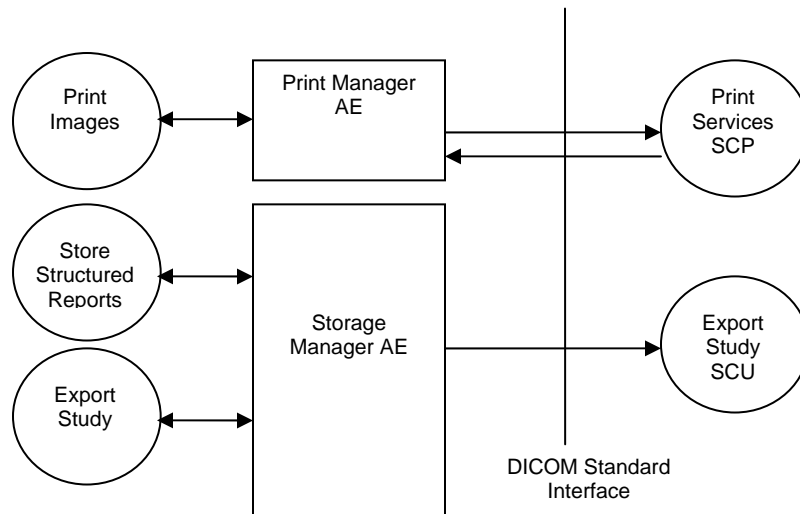 Print
Images
Print Manager
AE
Print
Services
SCP
Store
Structured
Reports
Storage
Manager AE
Export
Study
SCU
Export
Study
DICOM Standard
Interface